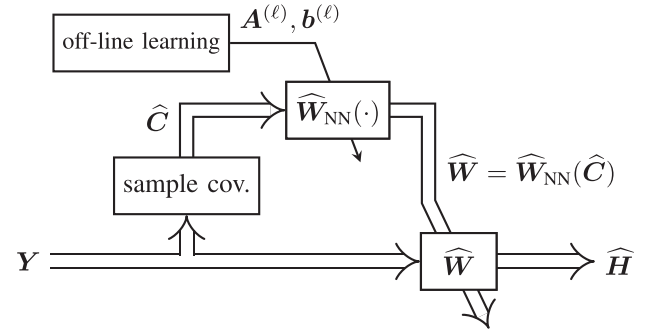 off-line learning
𝑨^(ℓ), 𝒃^(ℓ)
Ĉ
Ŵ_NN(·)
sample cov.
Ŵ = Ŵ_NN(Ĉ)
Y
Ŵ
Ĥ